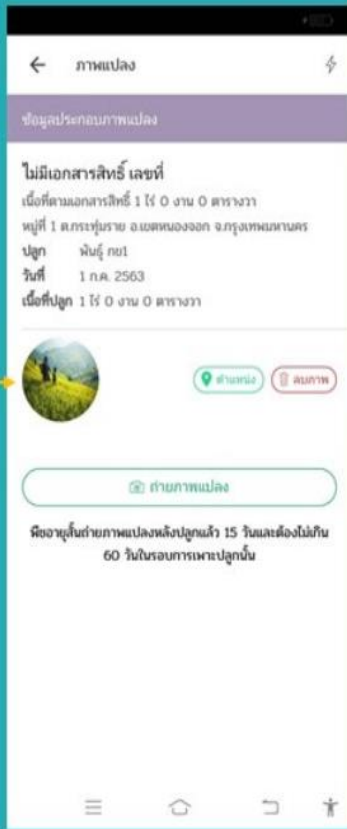 ภาพแปลง
ข้อมูลประกอบภาพแปลง
ไม่มีเอกสารสิทธิ์ เลขที่
เนื้อที่ตามเอกสารสิทธิ์ 1 ไร่ 0 งาน 0 ตารางวา
หมู่ที่ 1 ต.กระทุ่มราย อ.เขตหนองจอก จ.กรุงเทพมหานคร
ปลูก พันธุ์ กข1
วันที่ 1 ก.ค. 2563
เนื้อที่ปลูก 1 ไร่ 0 งาน 0 ตารางวา
ตำแหน่ง ลบภาพ
ถ่ายภาพแปลง
พืชอายุสั้นถ่ายภาพแปลงหลังปลูกแล้ว 15 วันและต้องไม่เกิน
60 วันในรอบการเพาะปลูกนั้น